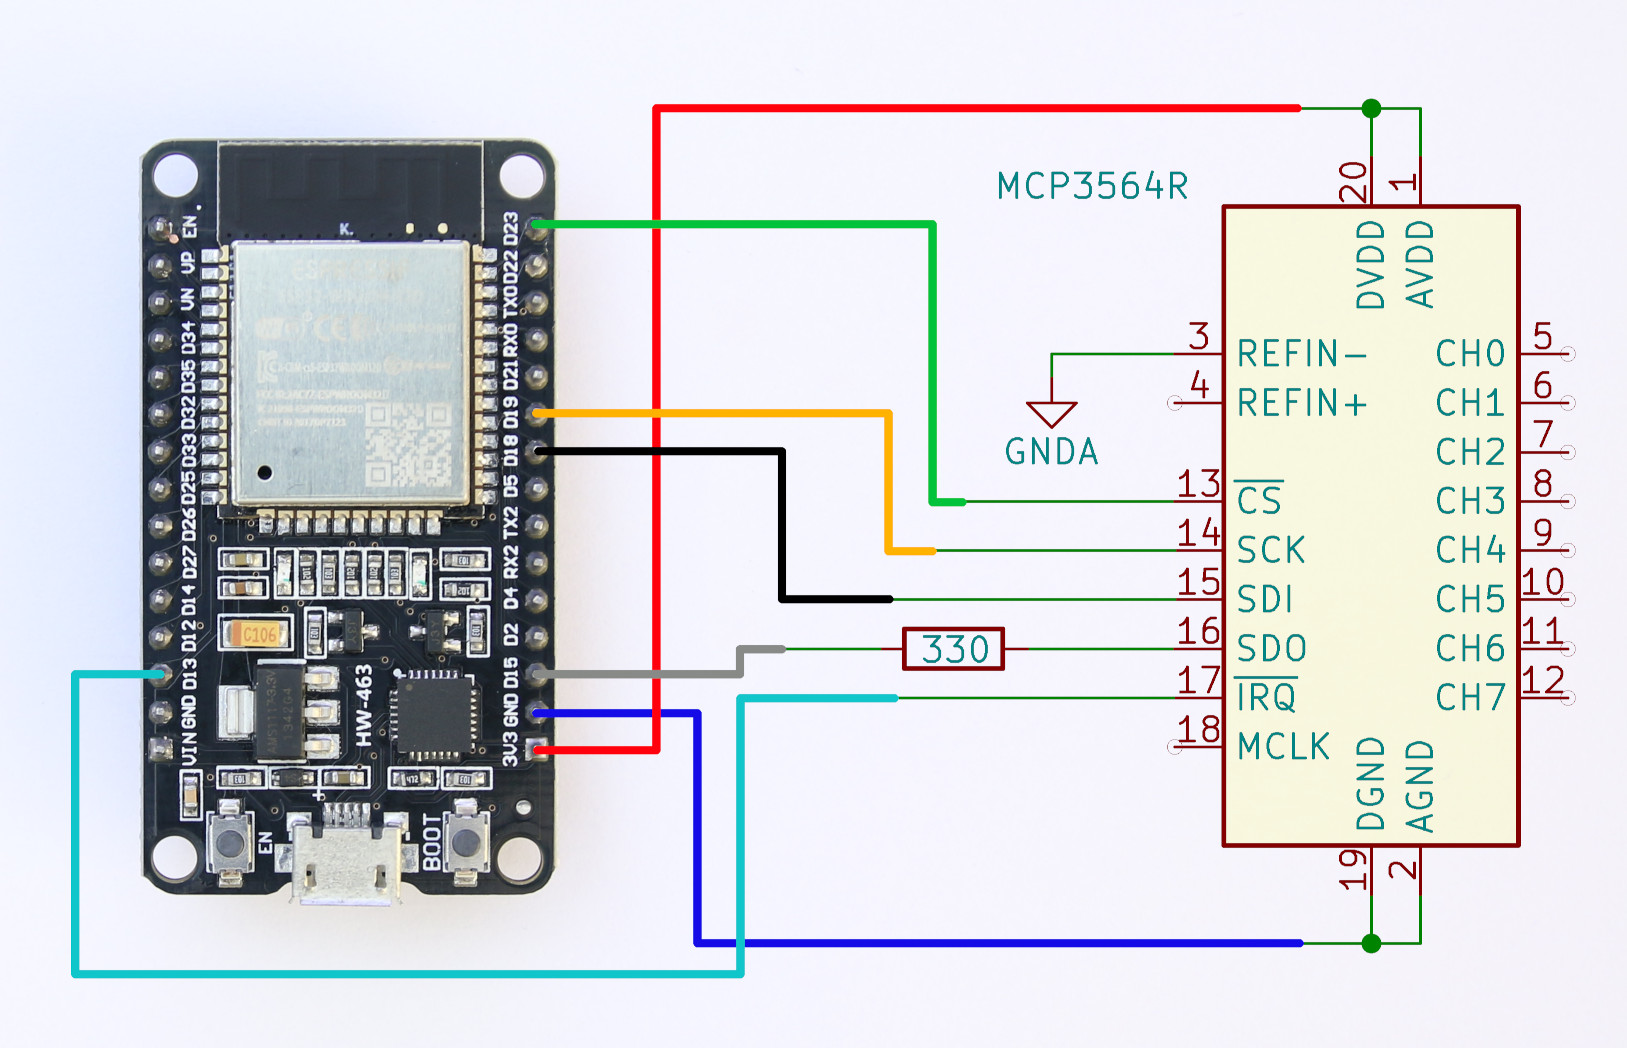 MCP3564R
20
1
DVDD
AVDD
3
REFIN-
4
REFIN+
GNDA
13
CS
14
SCK
15
SDI
330
16
SDO
17
IRQ
18
MCLK
CH0
5
CH1
6
CH2
7
CH3
8
CH4
9
CH5
10
CH6
11
CH7
12
DGND
AGND
19
2
EN
VP
VN
D34
D35
D32
D33
D25
D26
D27
D14
D12
D13
GND
VIN
D23
D22
TX0
RX0
D21
D19
D18
D5
TX2
RX2
D4
D2
D15
GND
3V3
K.
C106
HW-463
EN
BOOT